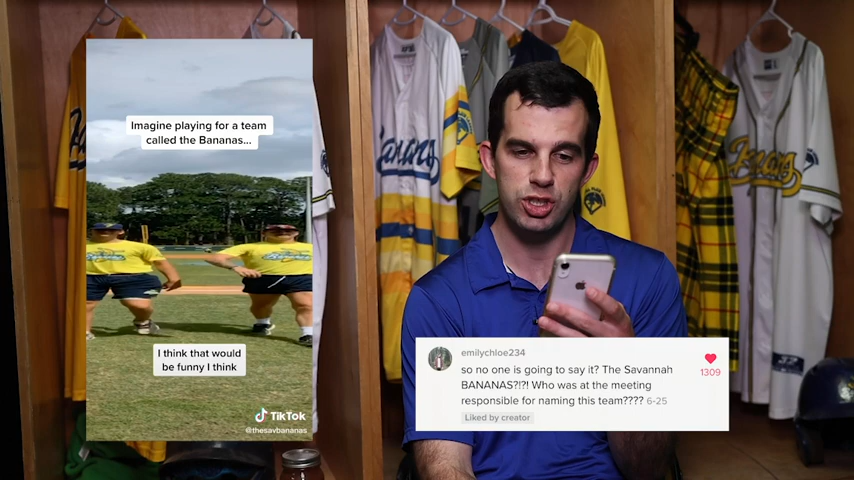 Imagine playing for a team
called the Bananas...
I think that would
be funny I think
TikTok
@thesavbananas
Bananas
emilychloe234
so no one is going to say it? The Savannah
BANANAS?!?! Who was at the meeting
responsible for naming this team???? 6-25
Liked by creator
1309